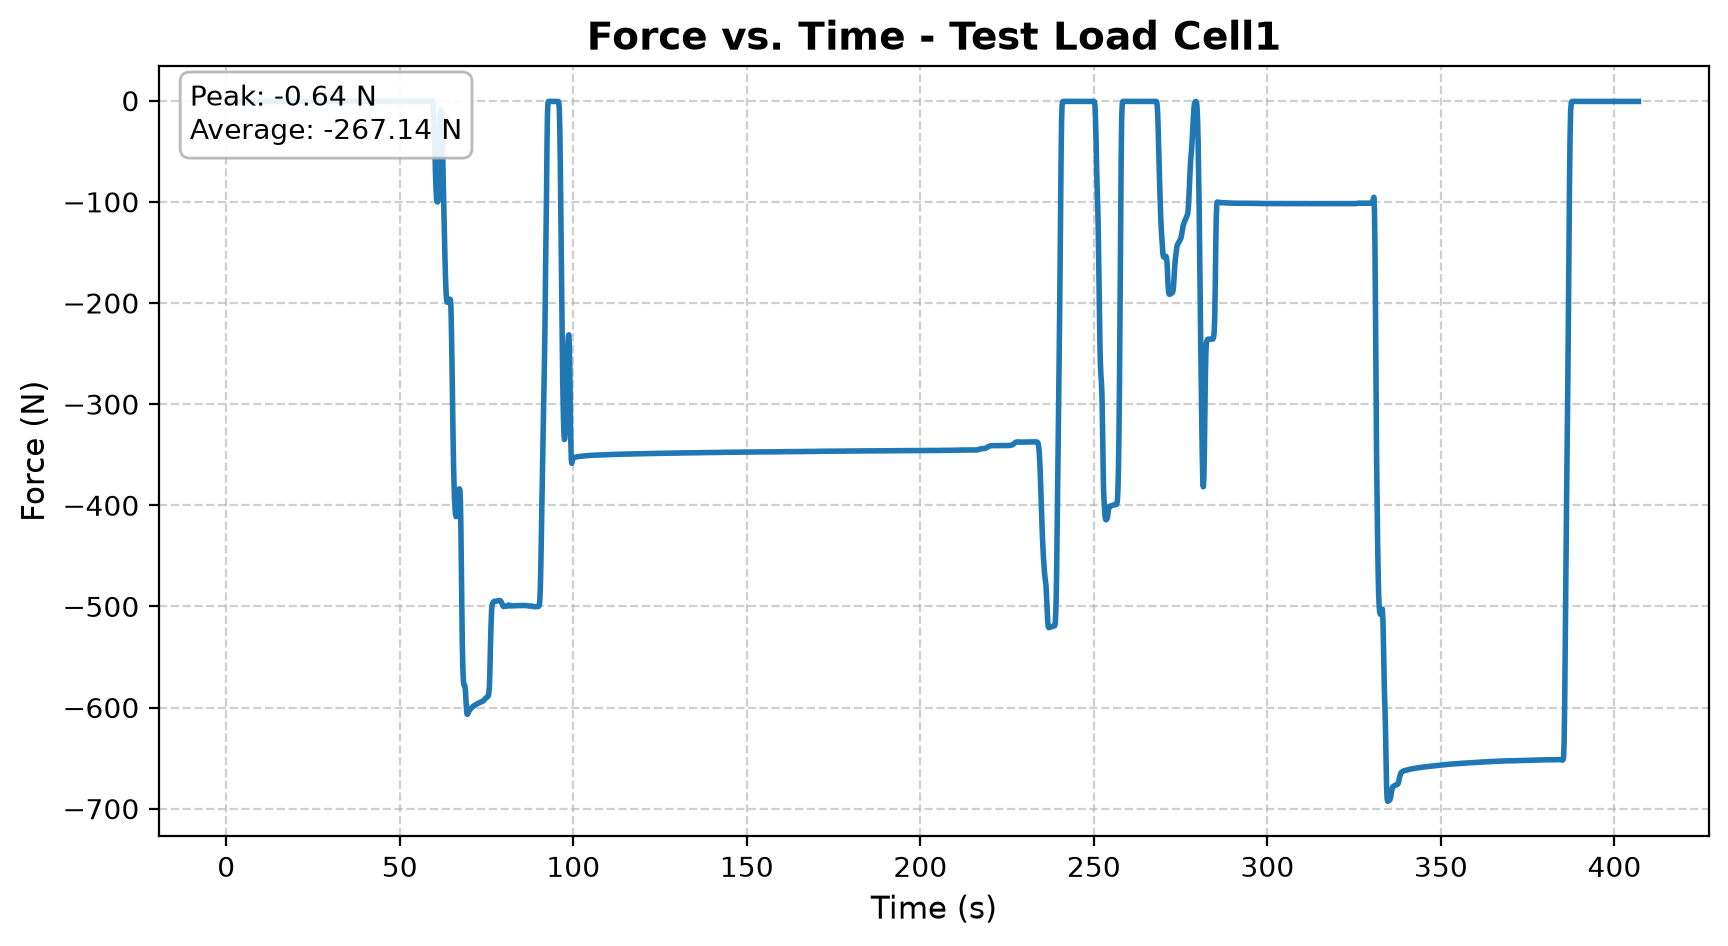 Force vs. Time - Test Load Cell1
Peak: -0.64 N
Average: -267.14 N
Force (N)
0
−100
−200
−300
−400
−500
−600
−700
0 50 100 150 200 250 300 350 400
Time (s)